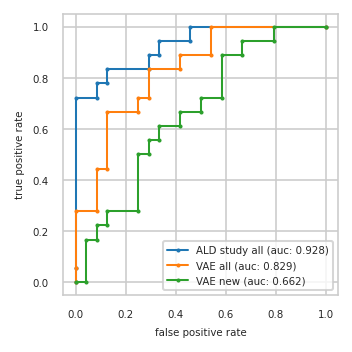 1.0
0.8
0.6
0.4
0.2
0.0
true positive rate
ALD study all (auc: 0.928)
VAE all (auc: 0.829)
VAE new (auc: 0.662)
0.0 0.2 0.4 0.6 0.8 1.0
false positive rate